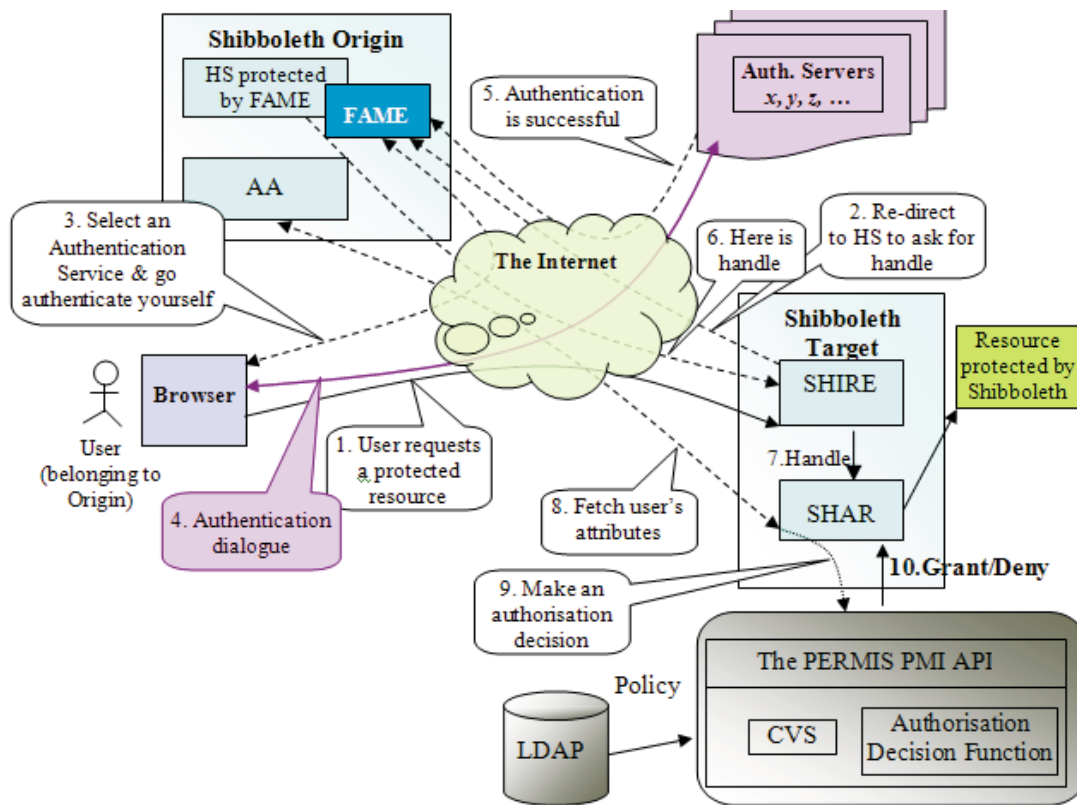 Shibboleth Origin
HS protected
by FAME
FAME
AA
Auth. Servers
x, y, z, …
5. Authentication
is successful
3. Select an
Authentication
Service & go
authenticate yourself
The Internet
6. Here is
handle
2. Re-direct
to HS to ask for
handle
Shibboleth
Target
SHIRE
7.Handle
SHAR
Resource
protected by
Shibboleth
Browser
User
(belonging to
Origin)
1. User requests
a protected
resource
4. Authentication
dialogue
8. Fetch user's
attributes
9. Make an
authorisation
decision
10.Grant/Deny
The PERMIS PMI API
Policy
LDAP
CVS
Authorisation
Decision Function